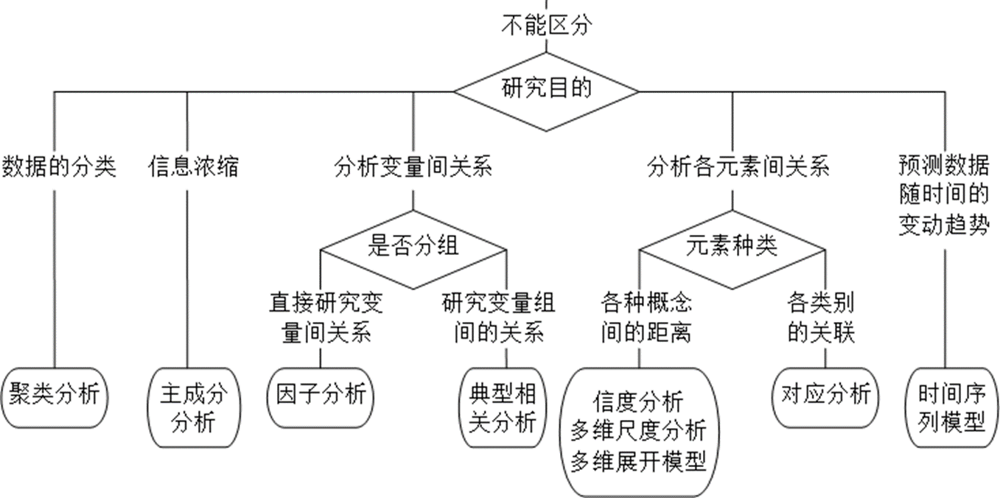 不能区分
研究目的
数据的分类
信息浓缩
分析变量间关系
分析各元素间关系
预测数据
随时间的
变动趋势
是否分组
元素种类
直接研究变
量间关系
研究变量组
间的关系
各种概念
间的距离
各类别
的关联
聚类分析
主成分
分析
因子分析
典型相
关分析
信度分析
多维尺度分析
多维展开模型
对应分析
时间序
列模型